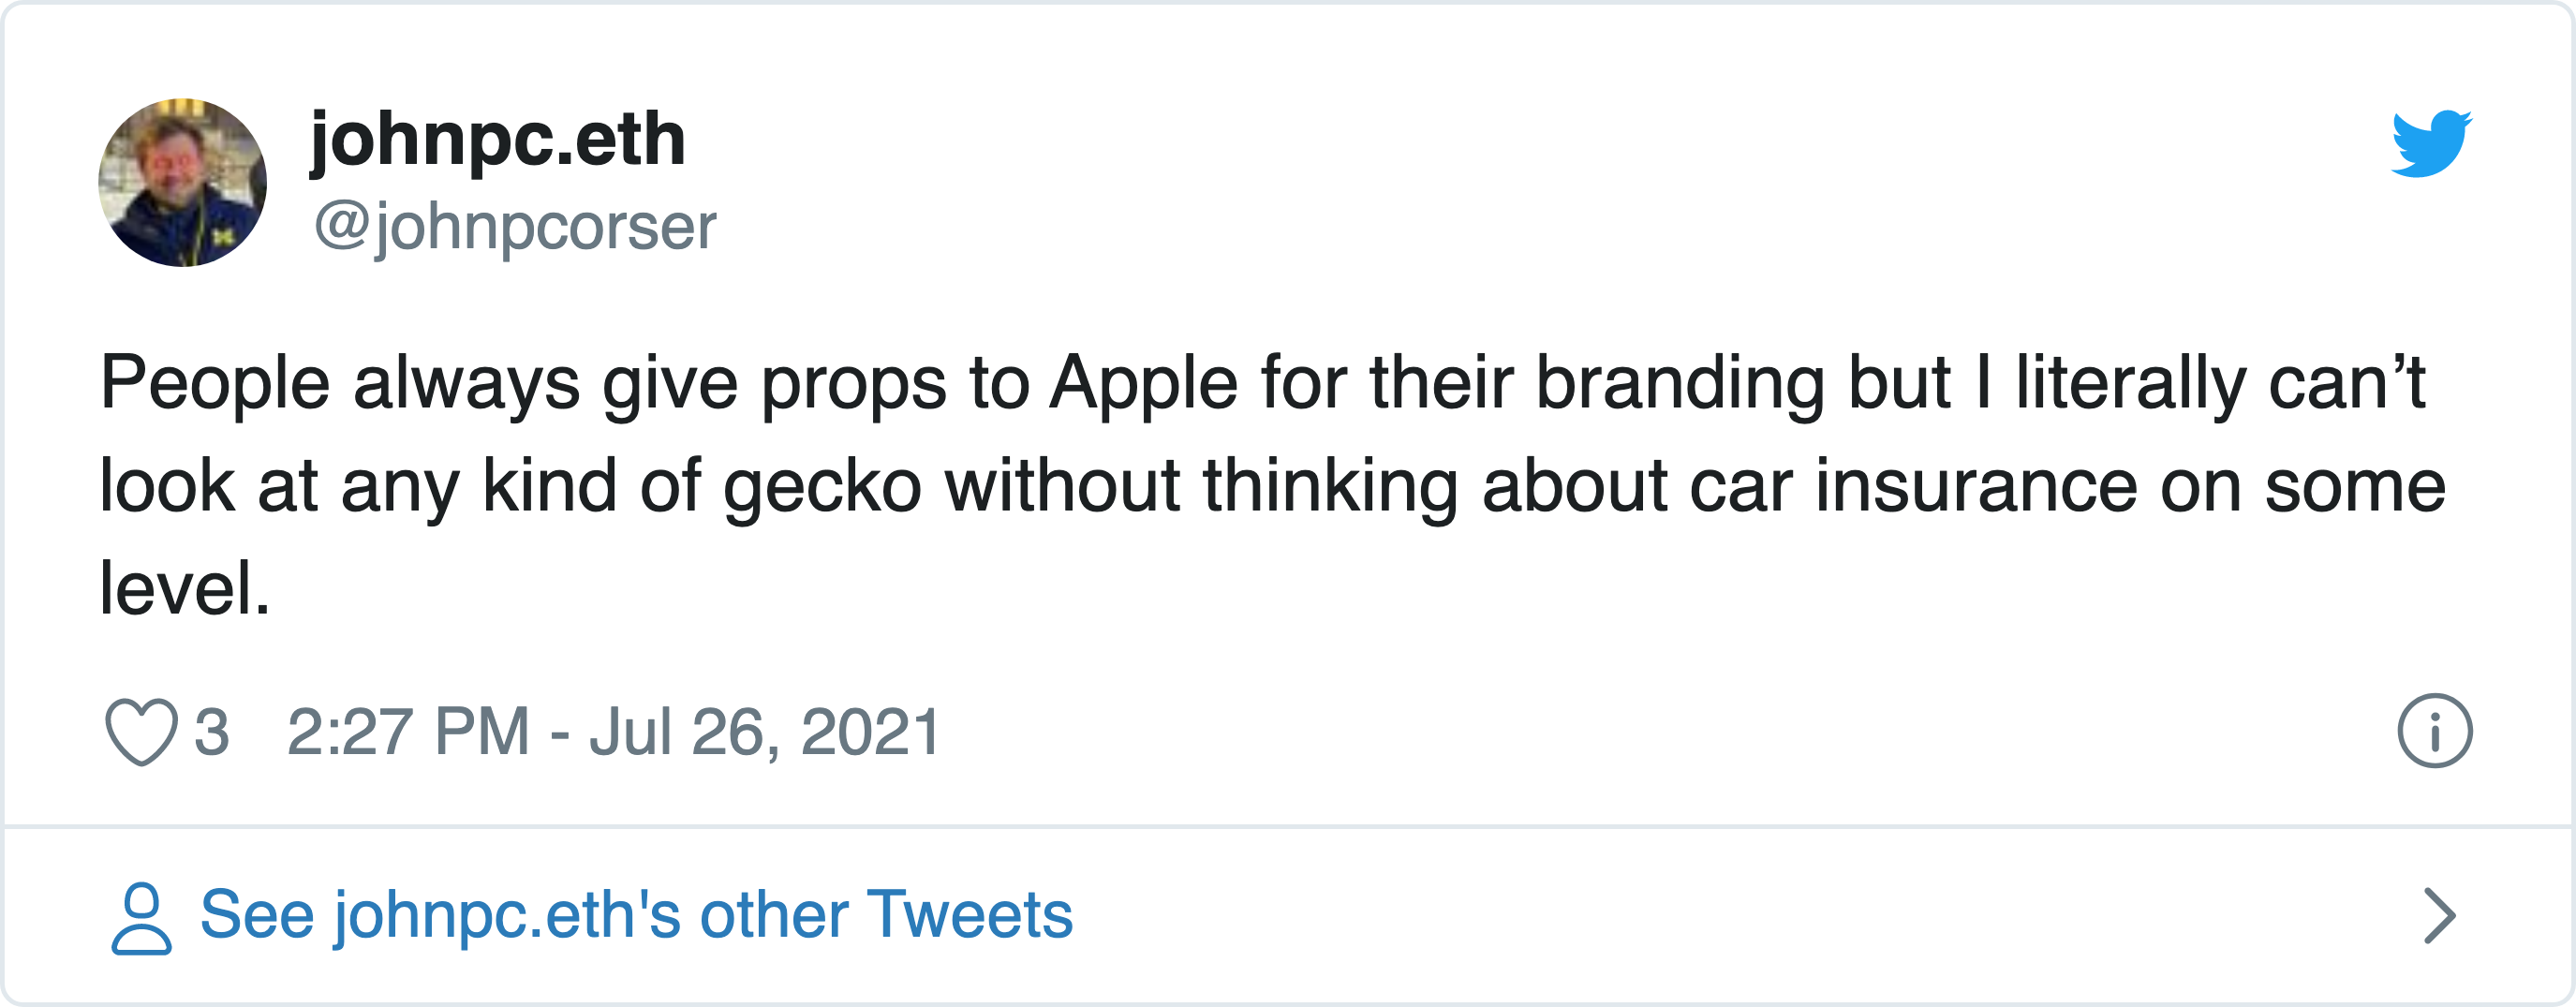 johnpc.eth
@johnpcorser
People always give props to Apple for their branding but I literally can’t
look at any kind of gecko without thinking about car insurance on some
level.
3 2:27 PM - Jul 26, 2021
See johnpc.eth's other Tweets